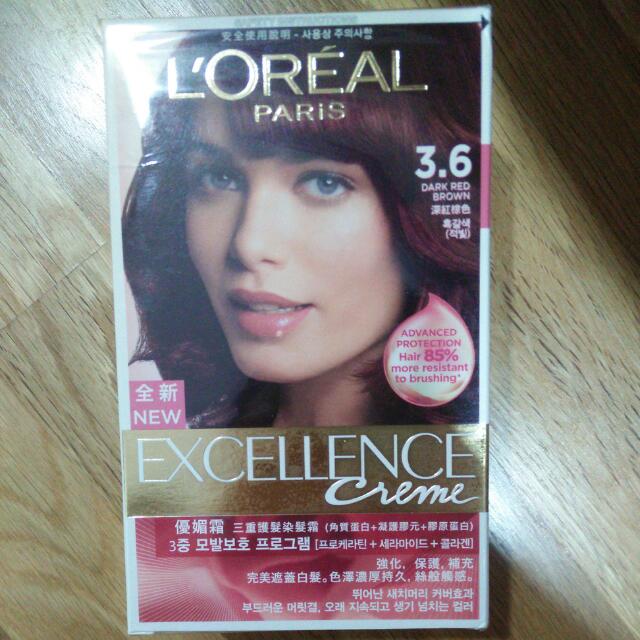 安全使用說明 - 사용상 주의사항
L'ORÉAL
PARiS
3.6
DARK RED
BROWN
深紅棕色
흑갈색
(적빛)
ADVANCED
PROTECTION
Hair 85%
more resistant
to brushing*
全新
NEW
EXCELLENCE
Creme
優媚霜 三重護髮染髮霜 (角質蛋白+凝護膠元+膠原蛋白)
3중 모발보호 프로그램 [프로케라틴 + 세라마이드 + 콜라겐]
強化, 保護, 補充
完美遮蓋白髮。色澤濃厚持久, 絲般觸感。
뛰어난 새치머리 커버효과
부드러운 머릿결, 오래 지속되고 생기 넘치는 컬러